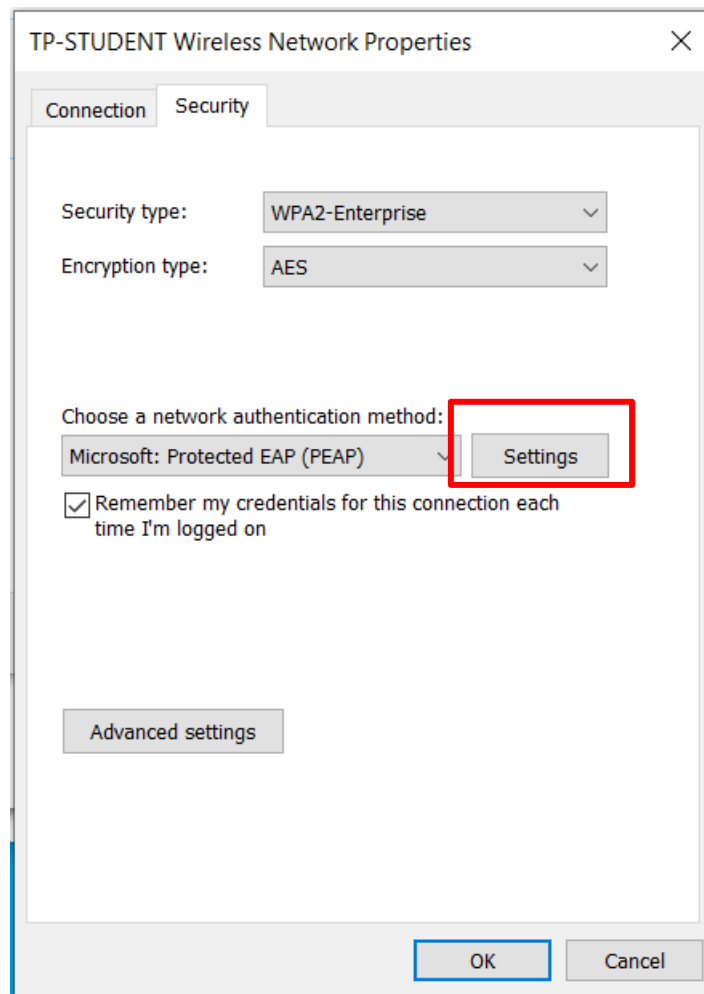 TP-STUDENT Wireless Network Properties
Connection
Security
Security type:
WPA2-Enterprise
Encryption type:
AES
Choose a network authentication method:
Microsoft: Protected EAP (PEAP)
Settings
Remember my credentials for this connection each
time I'm logged on
Advanced settings
OK
Cancel